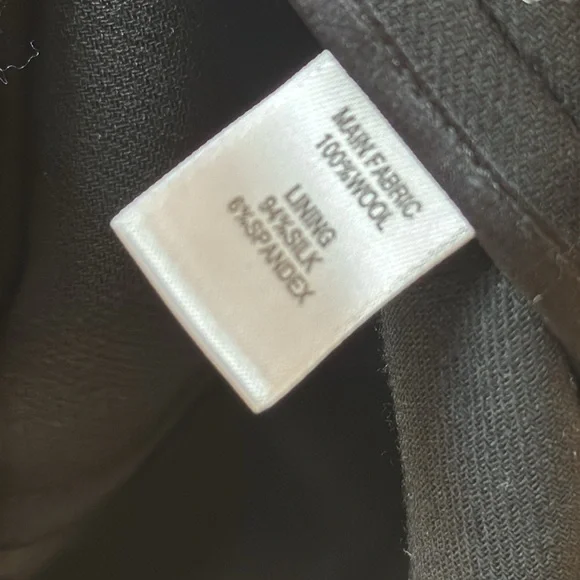 MAIN FABRIC
100%WOOL
LINING
94%SILK
6%SPANDEX